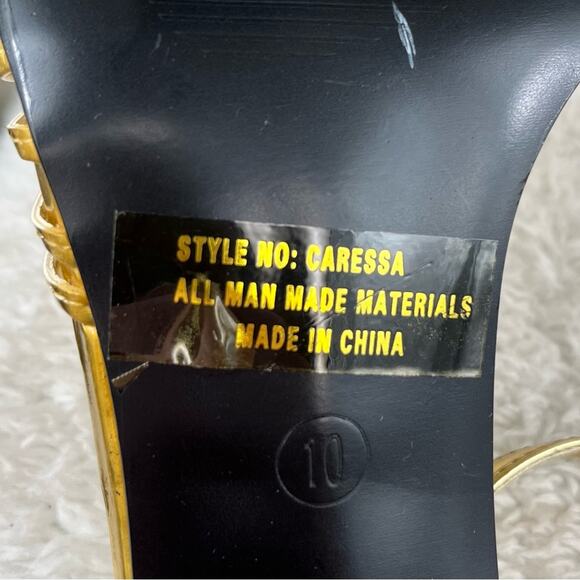 STYLE NO: CARESSA
ALL MAN MADE MATERIALS
MADE IN CHINA
10